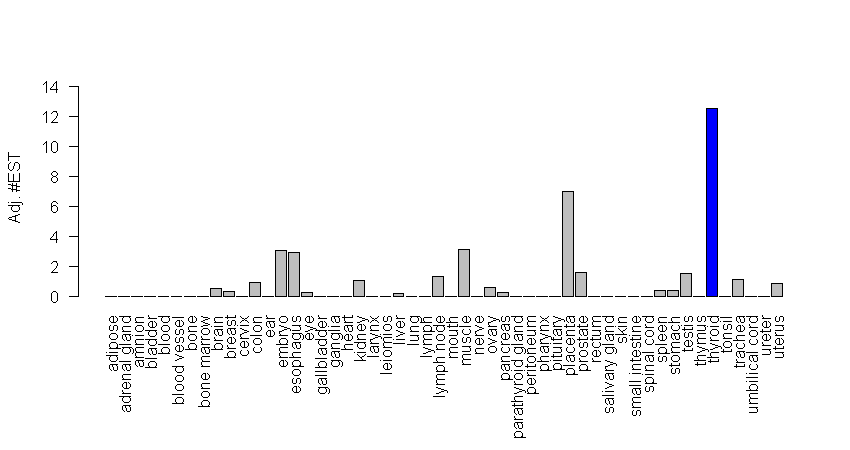 14
12
10
8
6
4
2
0
Adj. #EST
adipose
adrenal gland
amnion
bladder
blood
blood vessel
bone
bone marrow
brain
breast
cervix
colon
ear
embryo
esophagus
eye
gallbladder
ganglia
heart
kidney
larynx
leiomios
liver
lung
lymph
lymph node
mouth
muscle
nerve
ovary
pancreas
parathyroid gland
peritoneum
pharynx
pituitary
placenta
prostate
rectum
salivary gland
skin
small intestine
spinal cord
spleen
stomach
testis
thymus
thyroid
tonsil
trachea
umbilical cord
ureter
uterus